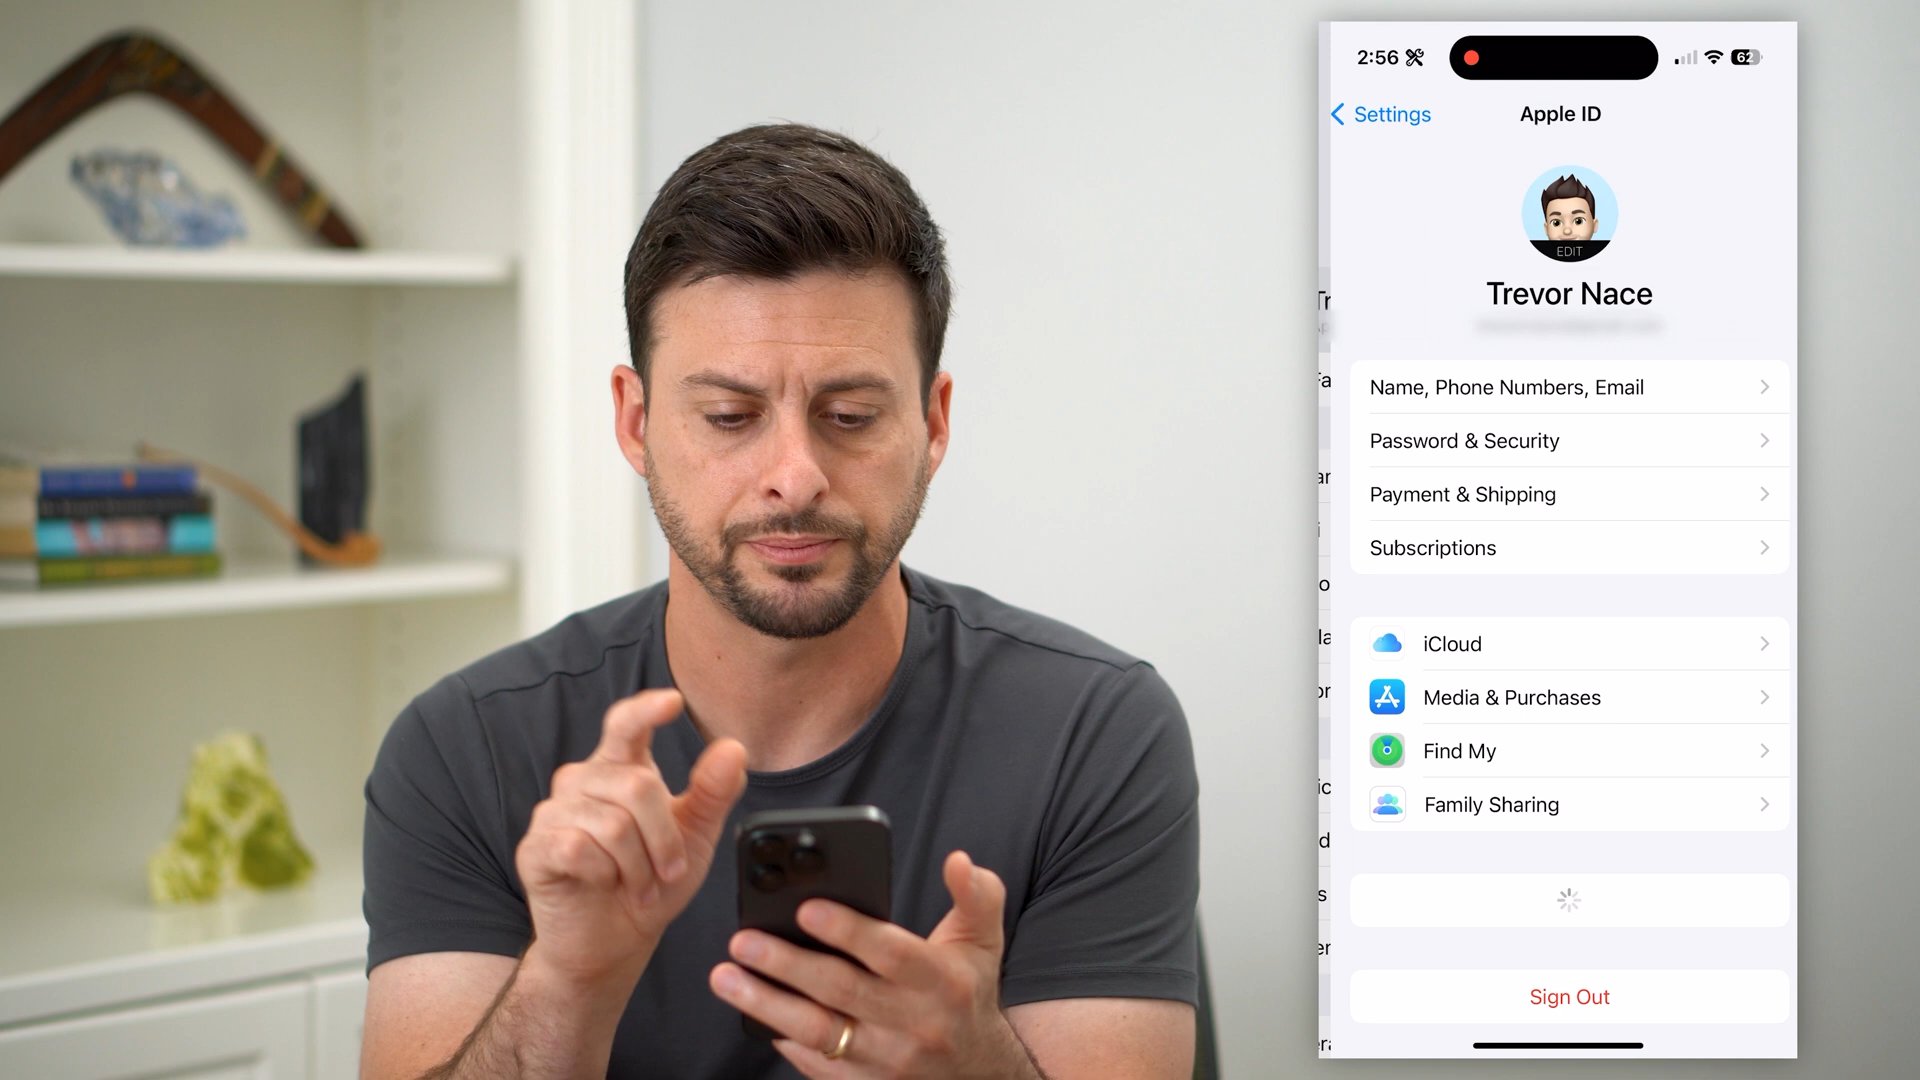 2:56
62
Settings
Apple ID
EDIT
Trevor Nace
Name, Phone Numbers, Email
Password & Security
Payment & Shipping
Subscriptions
iCloud
Media & Purchases
Find My
Family Sharing
Sign Out